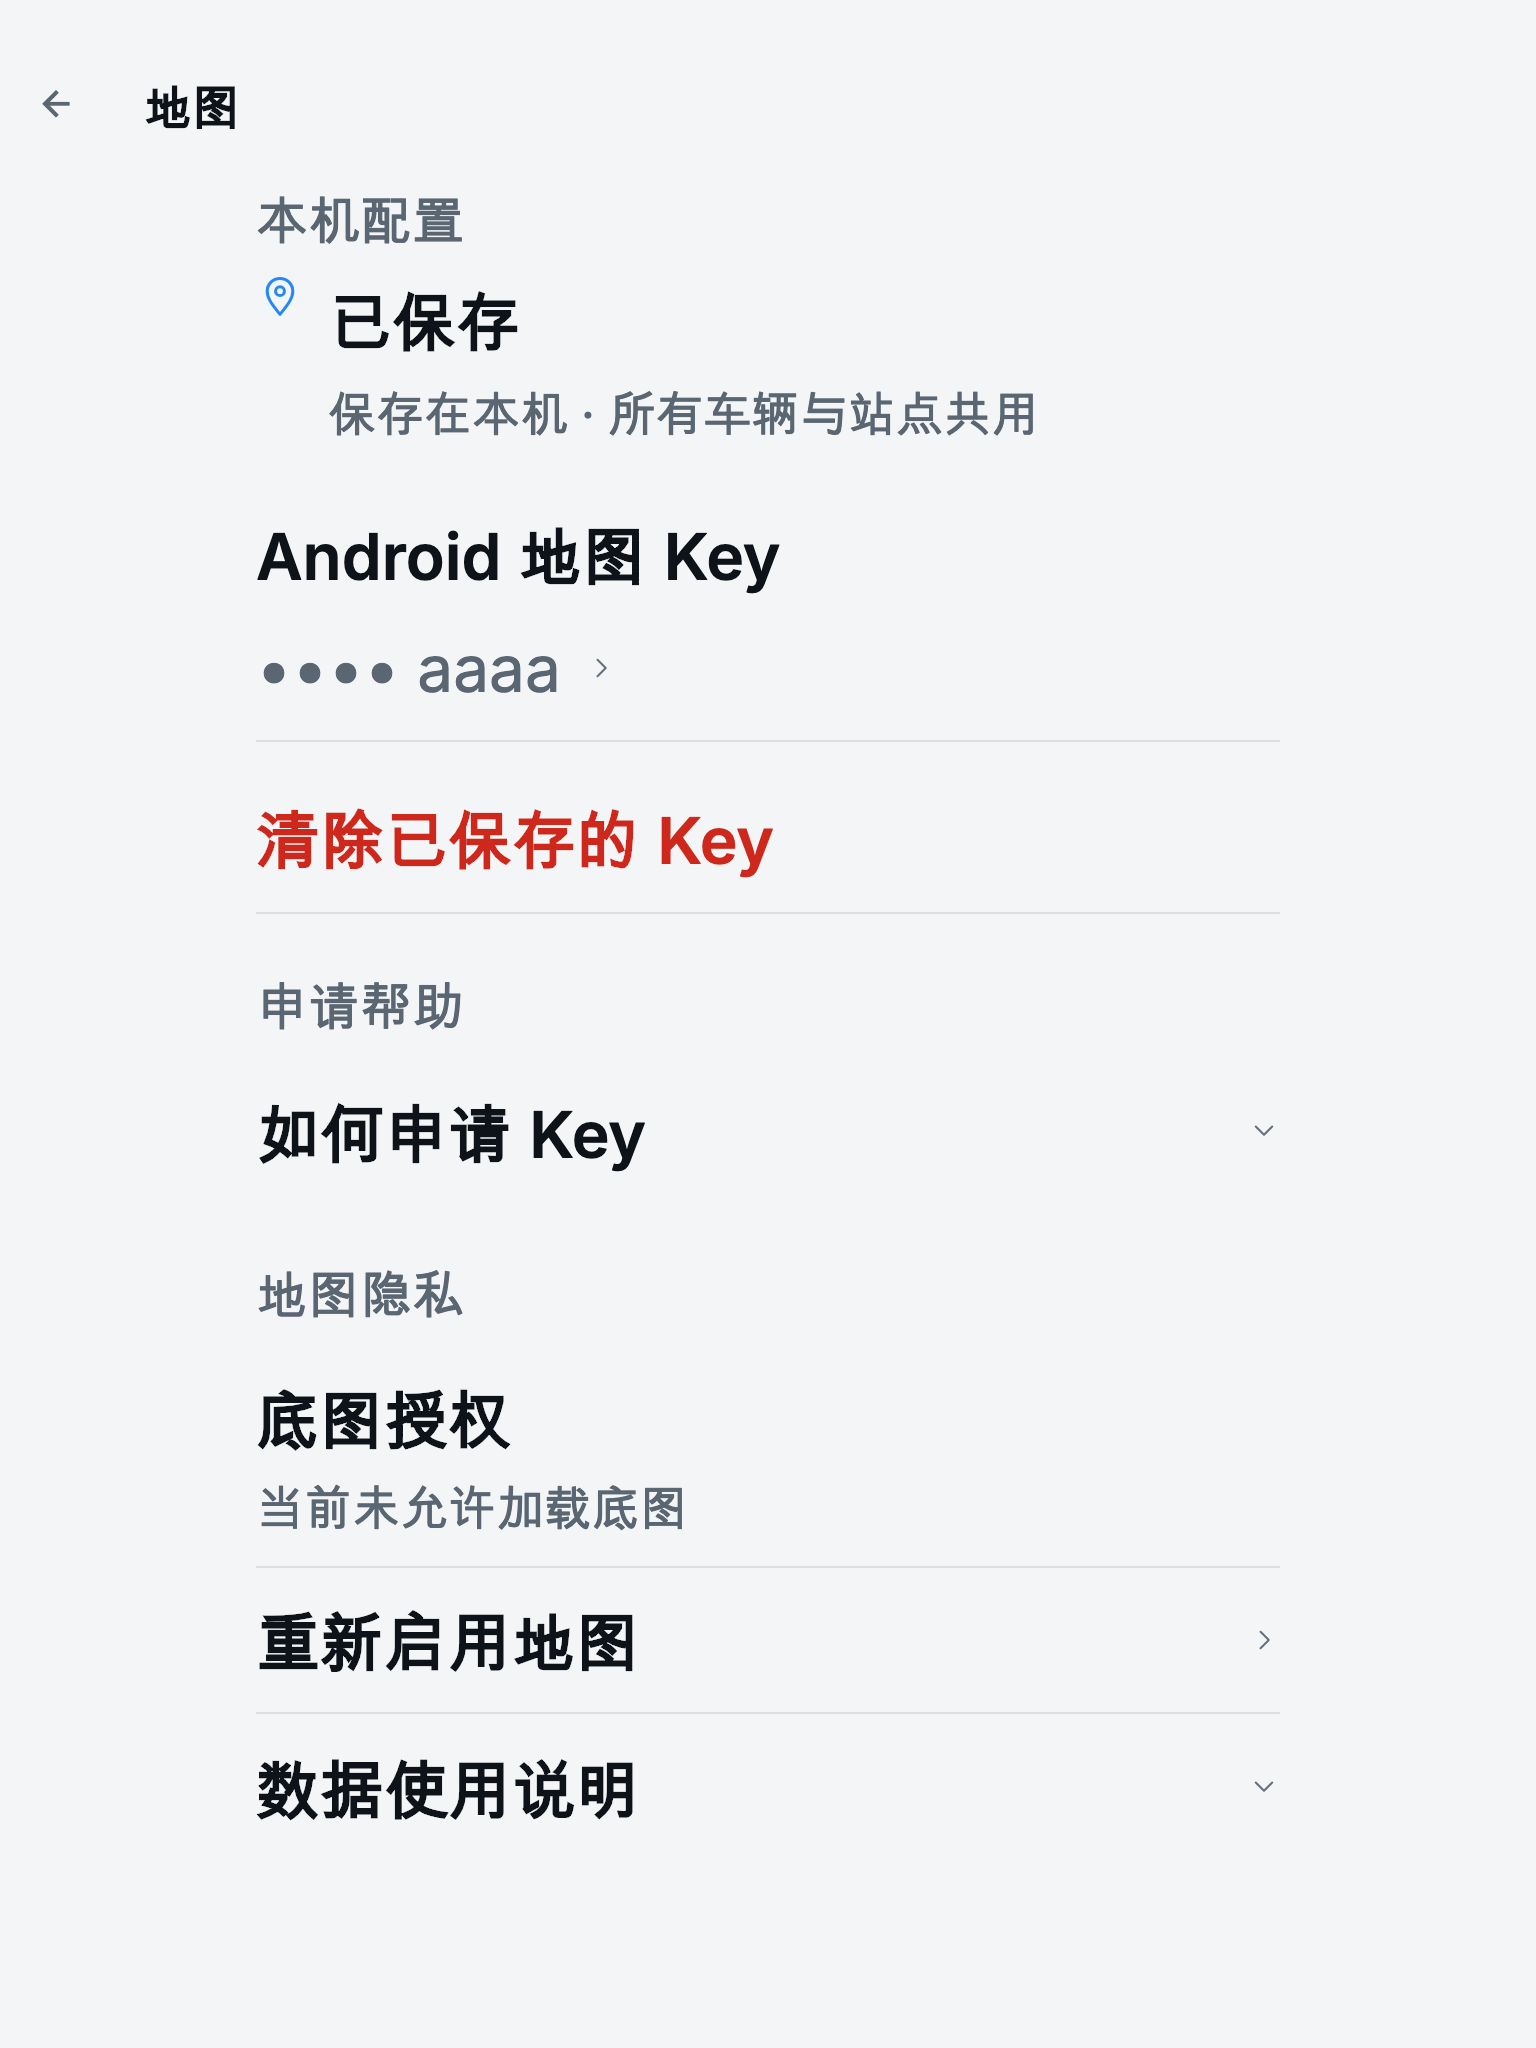 地图
本机配置
已保存
保存在本机 · 所有车辆与站点共用
Android 地图 Key
•••• aaaa
清除已保存的 Key
申请帮助
如何申请 Key
地图隐私
底图授权
当前未允许加载底图
重新启用地图
数据使用说明